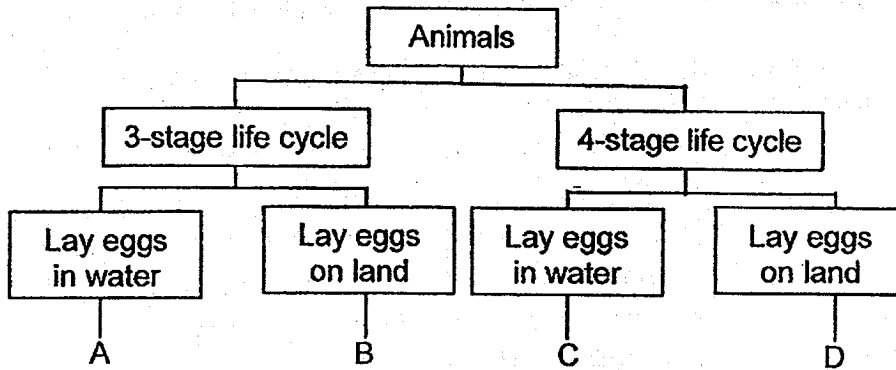 Animals
3-stage life cycle
4-stage life cycle
Lay eggs
in water
Lay eggs
on land
Lay eggs
in water
Lay eggs
on land
A
B
C
D